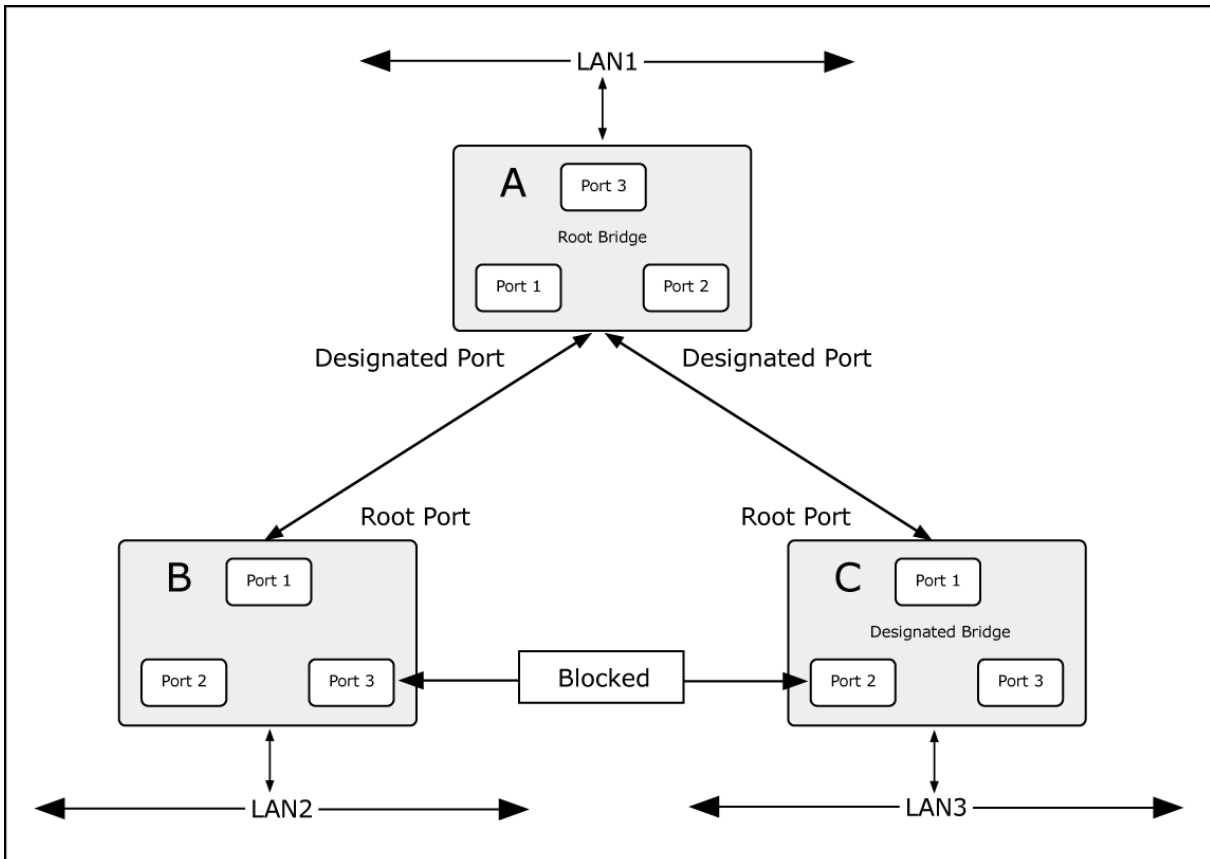 LAN1
A
Port 3
Root Bridge
Port 1
Port 2
Designated Port
Designated Port
Root Port
Root Port
B
Port 1
Port 2
Port 3
Blocked
C
Port 1
Designated Bridge
Port 2
Port 3
LAN2
LAN3